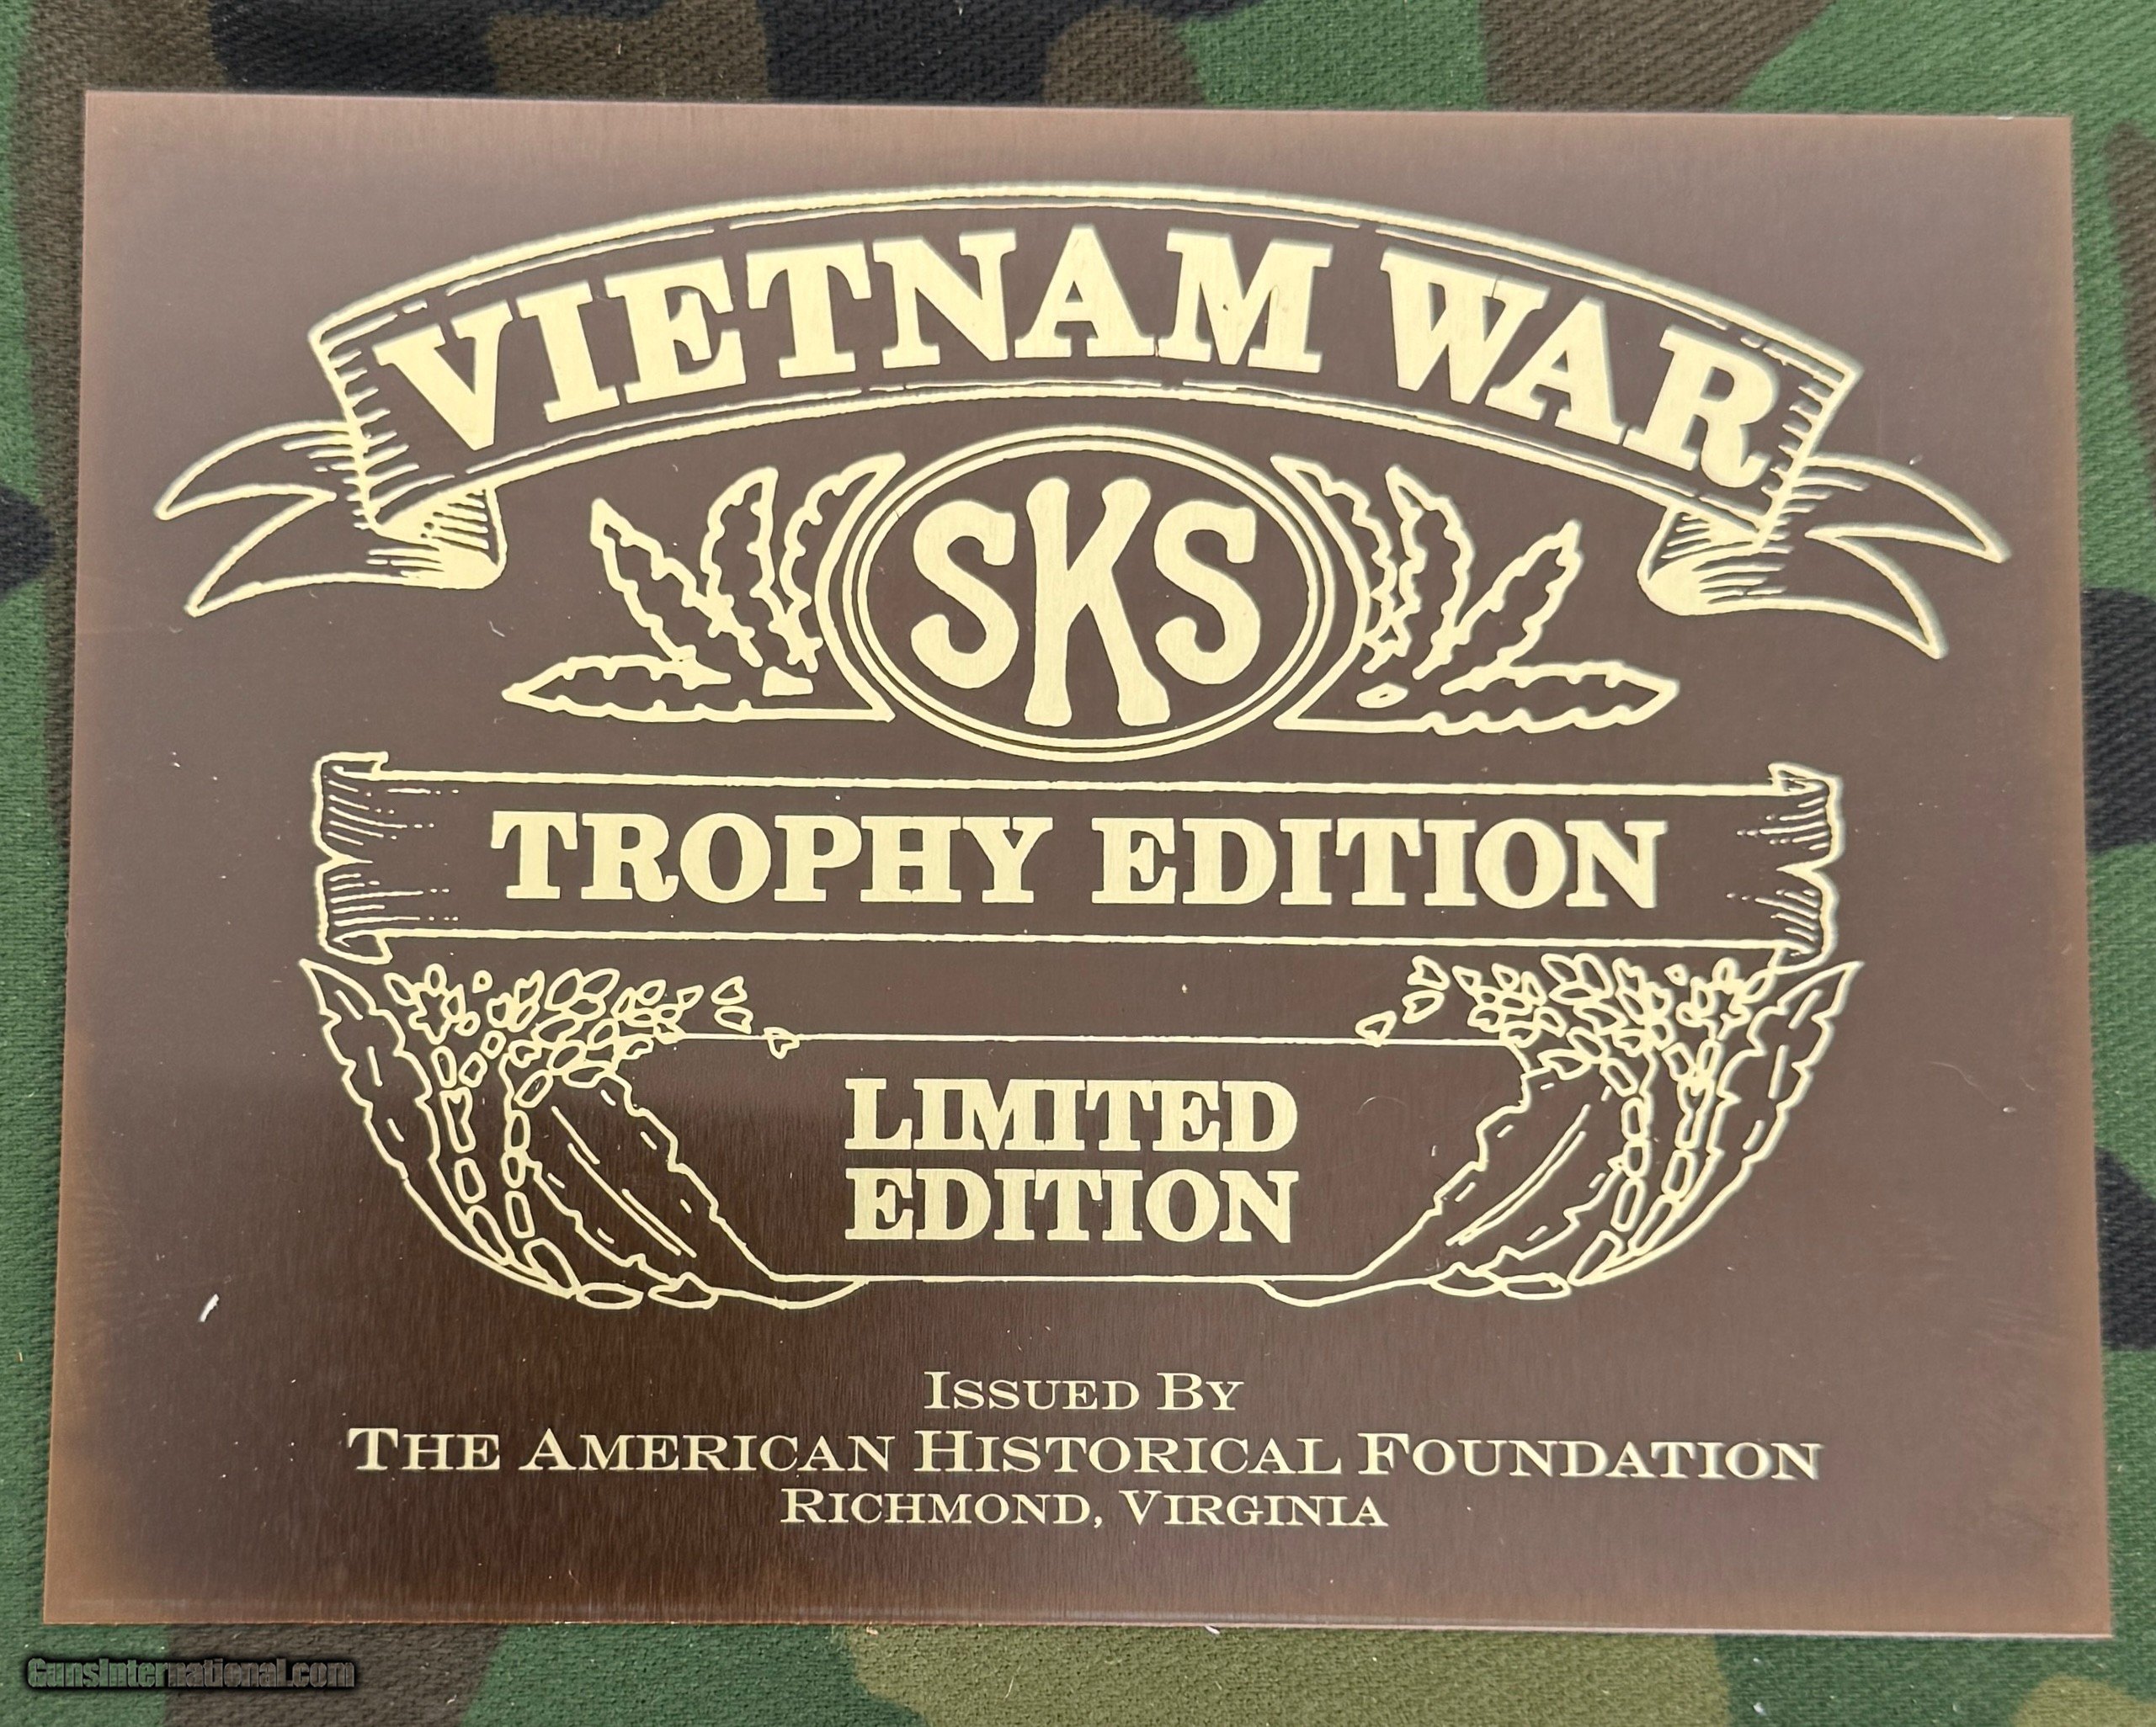 VIETNAM WAR
SKS
TROPHY EDITION
LIMITED
EDITION
ISSUED BY
THE AMERICAN HISTORICAL FOUNDATION
RICHMOND, VIRGINIA
GunsInternational.com